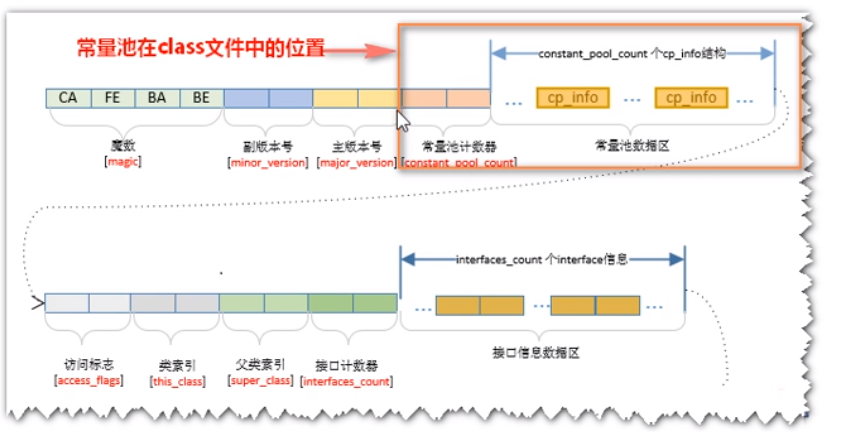 常量池在class文件中的位置
constant_pool_count 个cp_info结构
CA FE BA BE ... cp_info ... cp_info ...
魔数 副版本号 主版本号 常量池计数器 常量池数据区
[magic] [minor_version] [major_version] [constant_pool_count]
interfaces_count 个interface信息
... ... ...
访问标志 类索引 父类索引 接口计数器 接口信息数据区
[access_flags] [this_class] [super_class] [interfaces_count]